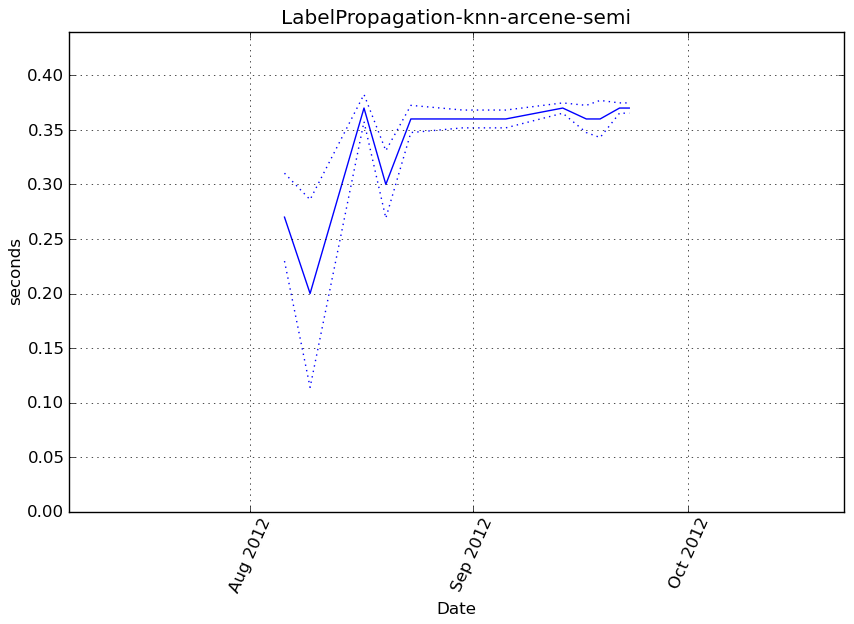 LabelPropagation-knn-arcene-semi
0.40
0.35
0.30
0.25
0.20
0.15
0.10
0.05
0.00
seconds
Aug 2012
Sep 2012
Oct 2012
Date